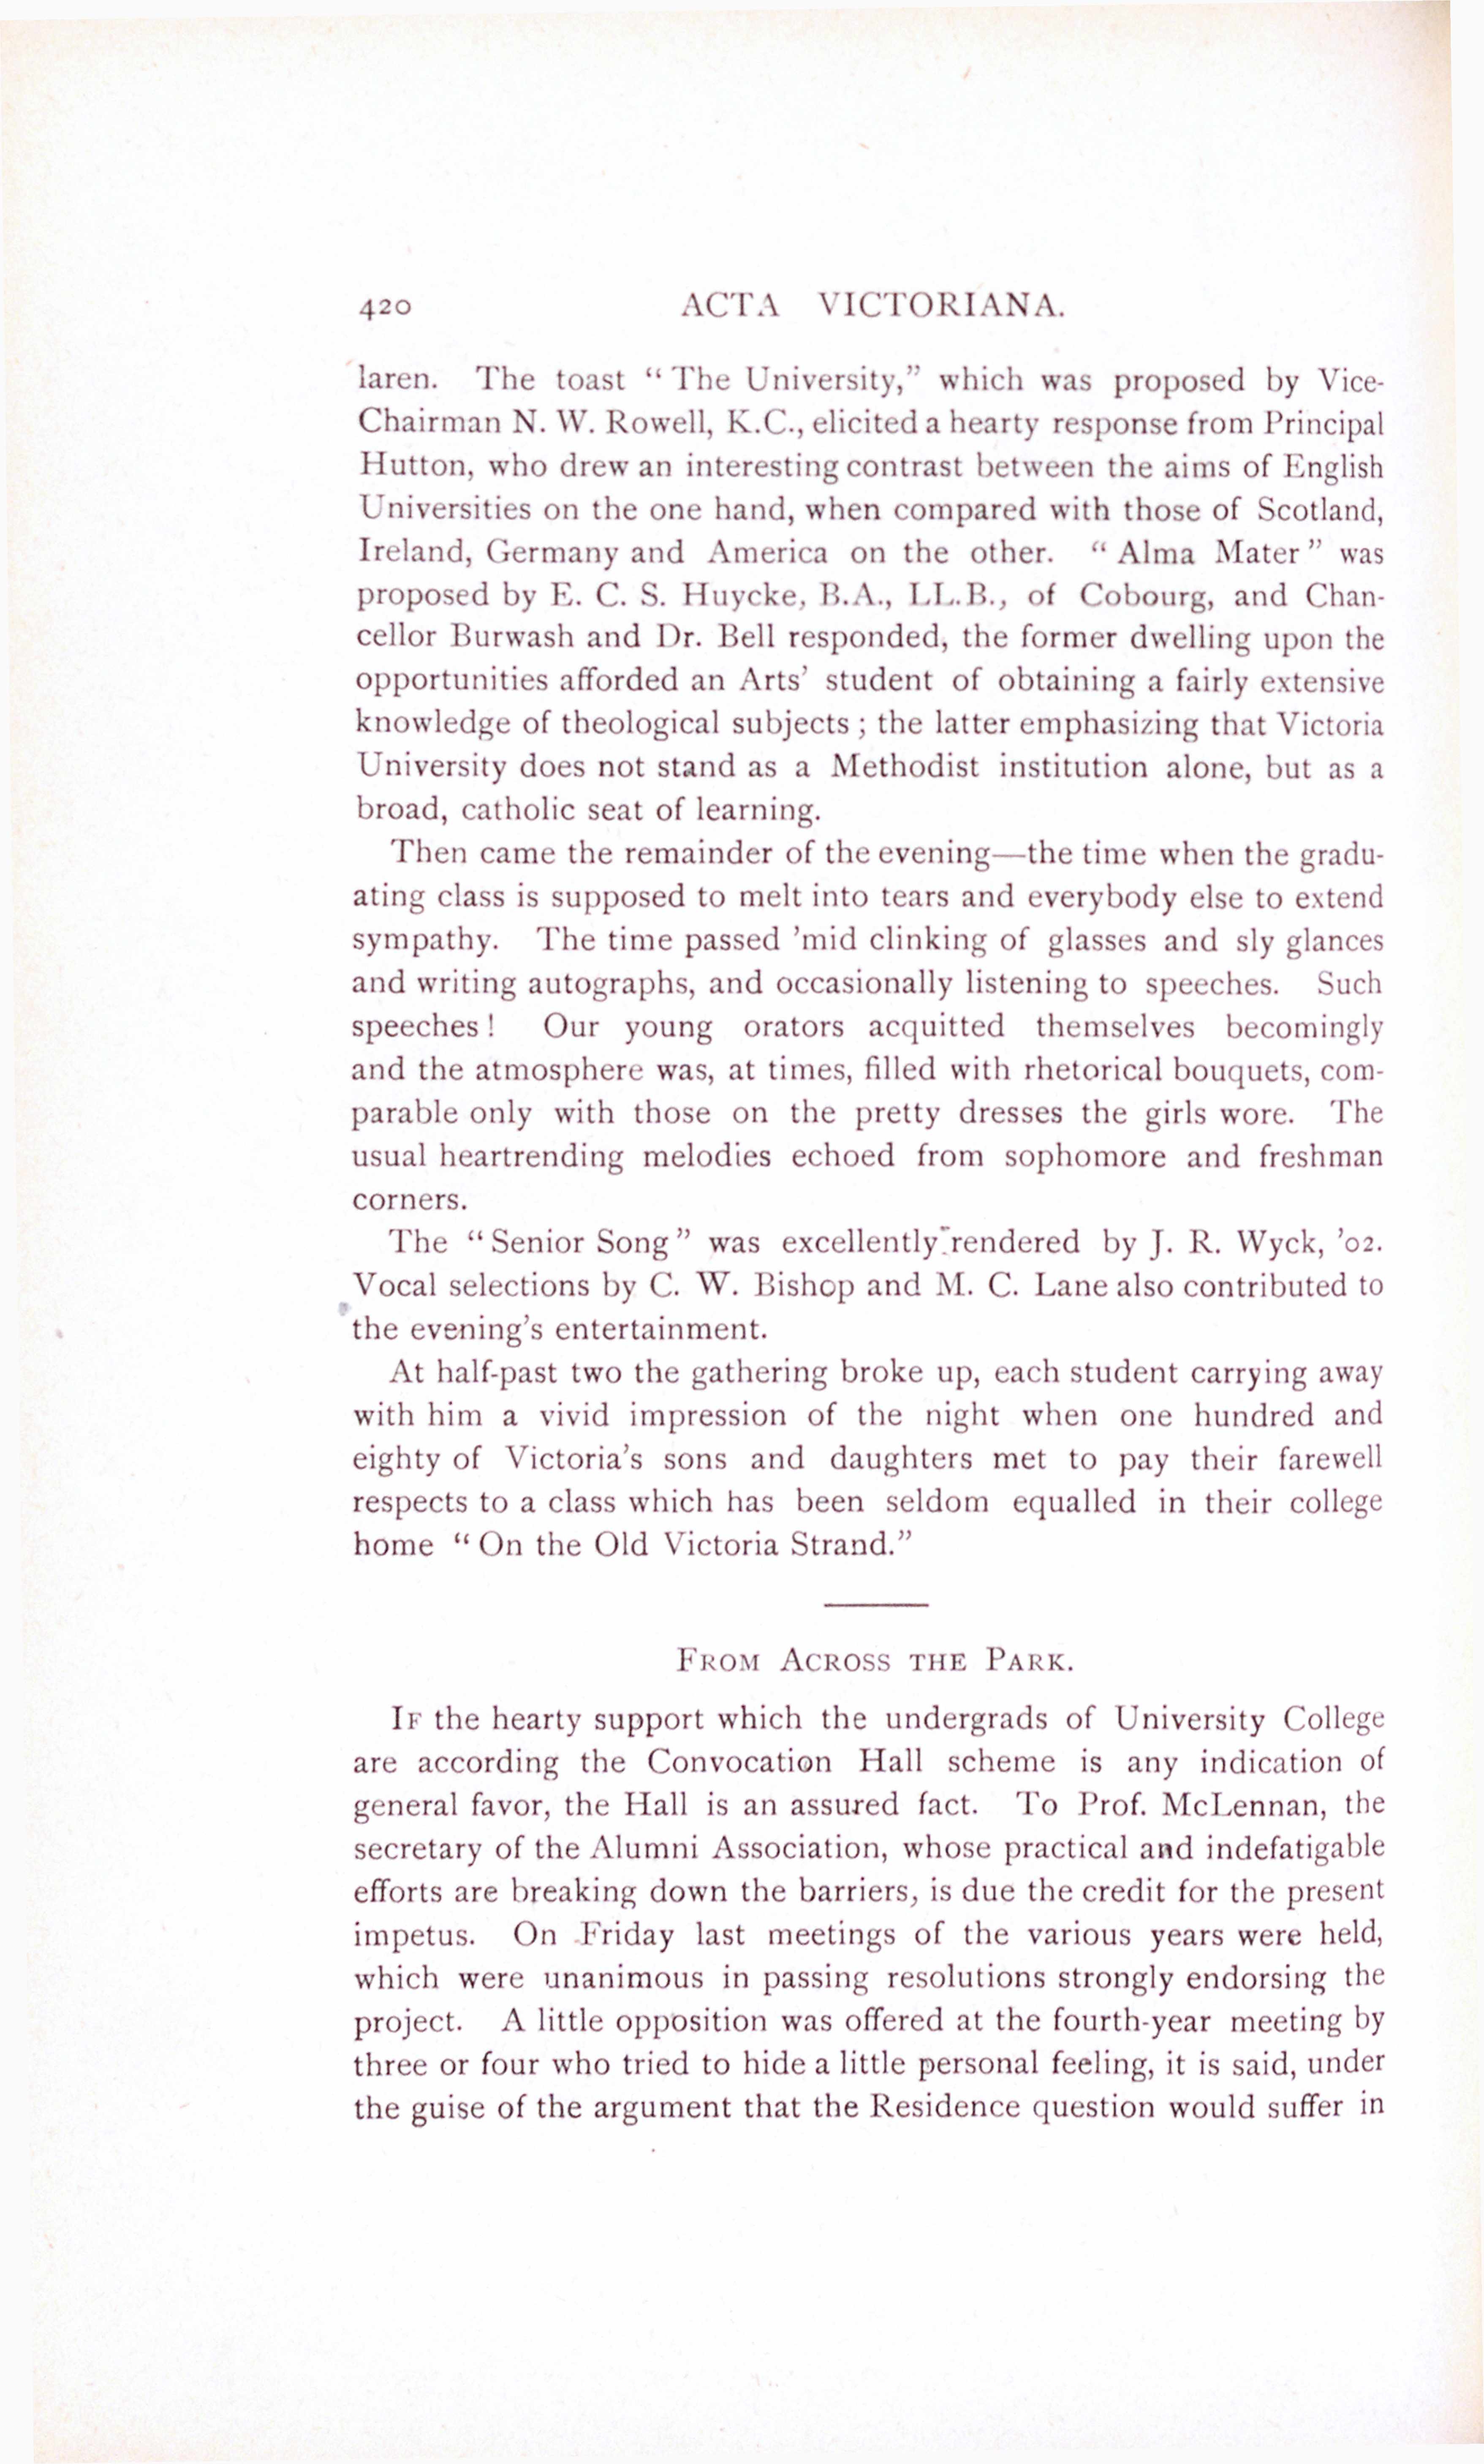 420 ACTA VICTORIANA.
laren. The toast “ The University,” which was proposed by Vice-
Chairman N. W. Rowell, K.C., elicited a hearty response from Principal
Hutton, who drew an interesting contrast between the aims of English
Universities on the one hand, when compared with those of Scotland,
Ireland, Germany and America on the other. “ Alma Mater ” was
proposed by E. C. S. Huycke, B.A., LL.B., of Cobourg, and Chan-
cellor Burwash and Dr. Bell responded, the former dwelling upon the
opportunities afforded an Arts’ student of obtaining a fairly extensive
knowledge of theological subjects ; the latter emphasizing that Victoria
University does not stand as a Methodist institution alone, but as a
broad, catholic seat of learning.
Then came the remainder of the evening—the time when the gradu-
ating class is supposed to melt into tears and everybody else to extend
sympathy. The time passed ’mid clinking of glasses and sly glances
and writing autographs, and occasionally listening to speeches. Such
speeches ! Our young orators acquitted themselves becomingly
and the atmosphere was, at times, filled with rhetorical bouquets, com-
parable only with those on the pretty dresses the girls wore. The
usual heartrending melodies echoed from sophomore and freshman
corners.
The “ Senior Song ” was excellently rendered by J. R. Wyck, ’02.
Vocal selections by C. W. Bishop and M. C. Lane also contributed to
the evening’s entertainment.
At half-past two the gathering broke up, each student carrying away
with him a vivid impression of the night when one hundred and
eighty of Victoria’s sons and daughters met to pay their farewell
respects to a class which has been seldom equalled in their college
home “ On the Old Victoria Strand.”
FROM ACROSS THE PARK.
IF the hearty support which the undergrads of University College
are according the Convocation Hall scheme is any indication of
general favor, the Hall is an assured fact. To Prof. McLennan, the
secretary of the Alumni Association, whose practical and indefatigable
efforts are breaking down the barriers, is due the credit for the present
impetus. On Friday last meetings of the various years were held,
which were unanimous in passing resolutions strongly endorsing the
project. A little opposition was offered at the fourth-year meeting by
three or four who tried to hide a little personal feeling, it is said, under
the guise of the argument that the Residence question would suffer in